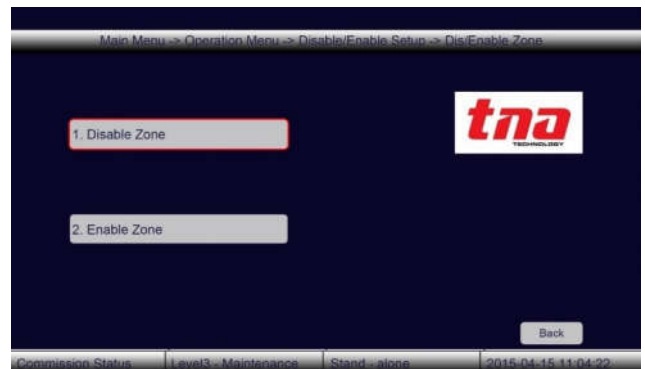 Main Menu -> Operation Menu -> Disable/Enable Setup -> Dis/Enable Zone
1. Disable Zone
tna
TECHNOLOGY
2. Enable Zone
Back
Commission Status Level3 - Maintenance Stand - alone 2015-04-15 11:04:22